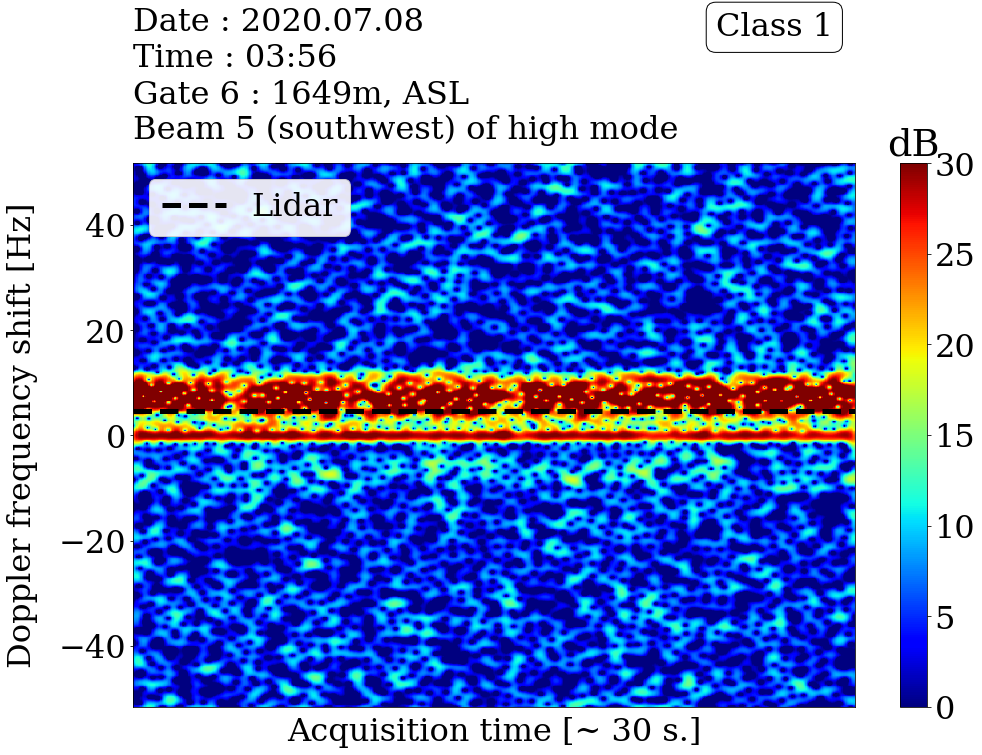 Date : 2020.07.08
Time : 03:56
Gate 6 : 1649m, ASL
Beam 5 (southwest) of high mode
Class 1
dB
Lidar
Doppler frequency shift [Hz]
40
20
0
−20
−40
Acquisition time [~ 30 s.]
30
25
20
15
10
5
0